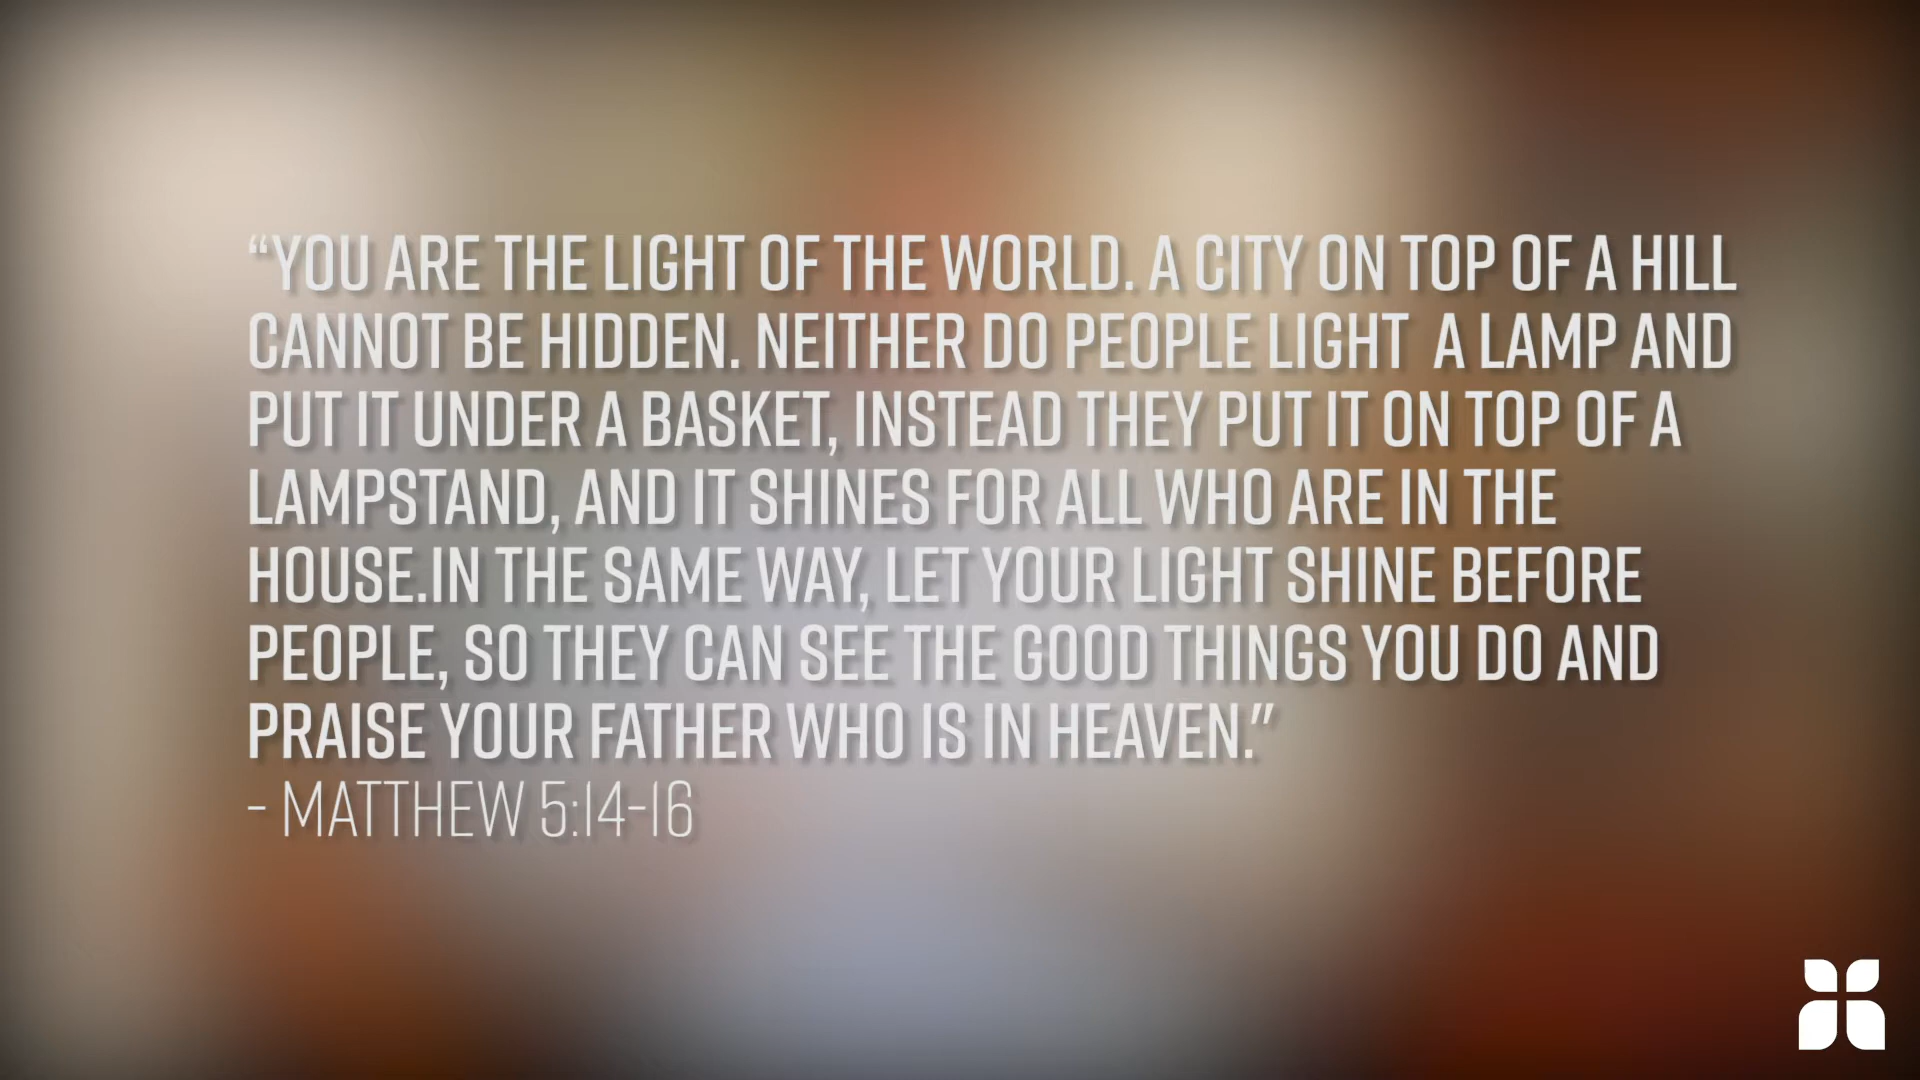 “YOU ARE THE LIGHT OF THE WORLD. A CITY ON TOP OF A HILL
CANNOT BE HIDDEN. NEITHER DO PEOPLE LIGHT  A LAMP AND
PUT IT UNDER A BASKET, INSTEAD THEY PUT IT ON TOP OF A
LAMPSTAND, AND IT SHINES FOR ALL WHO ARE IN THE
HOUSE.IN THE SAME WAY, LET YOUR LIGHT SHINE BEFORE
PEOPLE, SO THEY CAN SEE THE GOOD THINGS YOU DO AND
PRAISE YOUR FATHER WHO IS IN HEAVEN.”
- MATTHEW 5:14-16